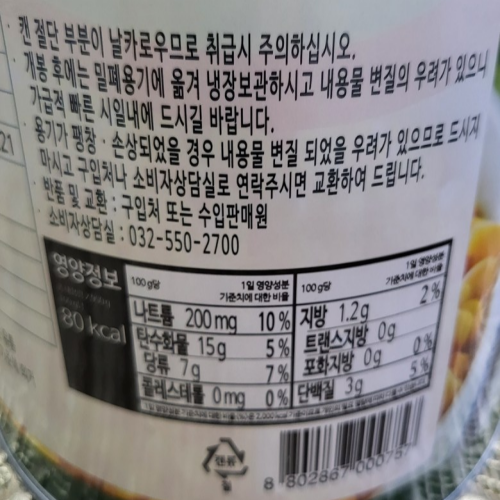 · 캔 절단 부분이 날카로우므로 취급시 주의하십시오.
· 개봉 후에는 밀폐용기에 옮겨 냉장보관하시고 내용물 변질의 우려가 있으니
가급적 빠른 시일내에 드시길 바랍니다.
· 용기가 팽창 · 손상되었을 경우 내용물 변질 되었을 우려가 있으므로 드시지
마시고 구입처나 소비자상담실로 연락주시면 교환하여 드립니다.
· 반품 및 교환 : 구입처 또는 수입판매원
· 소비자상담실 : 032-550-2700
영양정보
80 kcal
100 g당 1일 영양성분 기준치에 대한 비율
나트륨 200 mg 10 %
탄수화물 15 g 5 %
당류 7 g 7 %
콜레스테롤 0 mg 0 %
100 g당 1일 영양성분 기준치에 대한 비율
지방 1.2 g 2 %
트랜스지방 0 g
포화지방 0 g 0 %
단백질 3 g 5 %
캔류
8 802867 000757